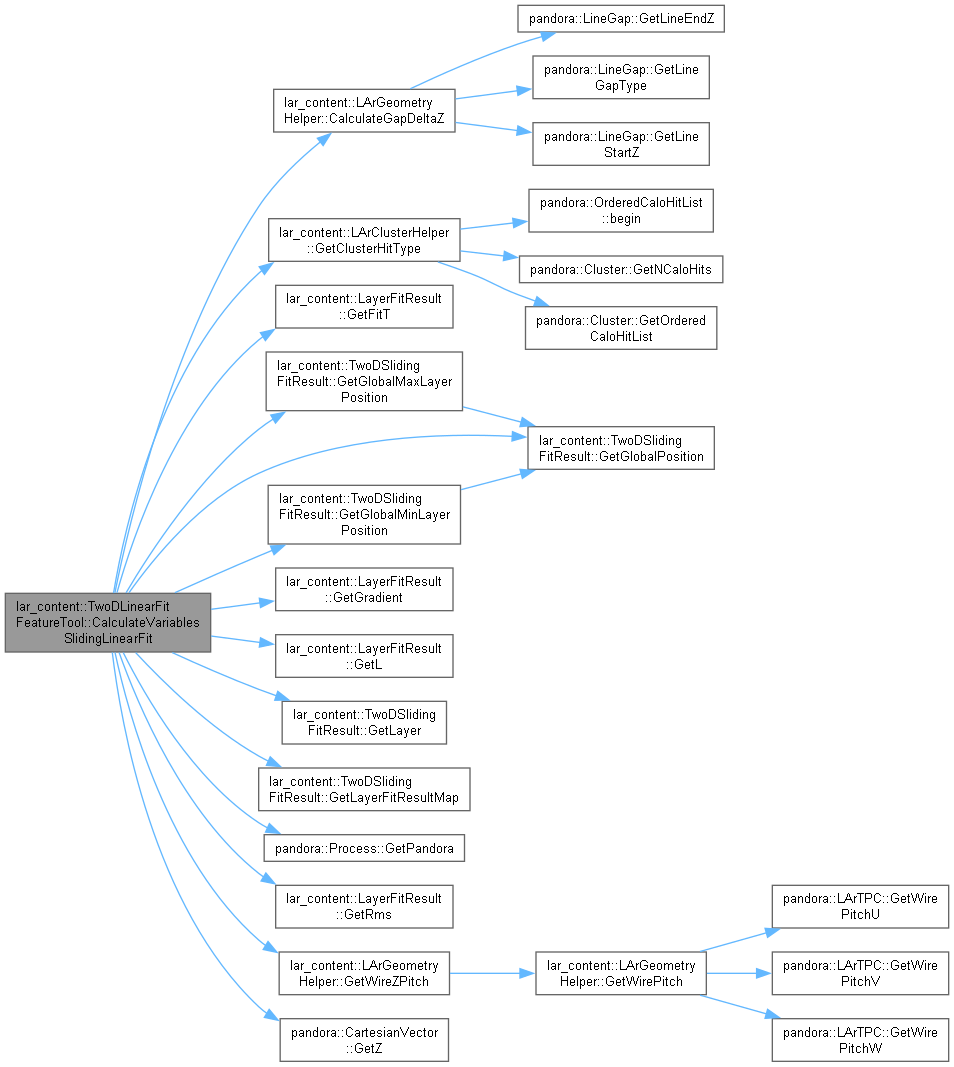 pandora::LineGap::GetLineEndZ
pandora::LineGap::GetLine
GapType
lar_content::LArGeometry
Helper::CalculateGapDeltaZ
pandora::LineGap::GetLine
StartZ
pandora::OrderedCaloHitList
::begin
lar_content::LArClusterHelper
::GetClusterHitType
pandora::Cluster::GetNCaloHits
lar_content::LayerFitResult
::GetFitT
pandora::Cluster::GetOrdered
CaloHitList
lar_content::TwoDSliding
FitResult::GetGlobalMaxLayer
Position
lar_content::TwoDSliding
FitResult::GetGlobalPosition
lar_content::TwoDSliding
FitResult::GetGlobalMinLayer
Position
lar_content::LayerFitResult
::GetGradient
lar_content::TwoDLinearFit
FeatureTool::CalculateVariables
SlidingLinearFit
lar_content::LayerFitResult
::GetL
lar_content::TwoDSliding
FitResult::GetLayer
lar_content::TwoDSliding
FitResult::GetLayerFitResultMap
pandora::Process::GetPandora
lar_content::LayerFitResult
::GetRms
pandora::LArTPC::GetWire
PitchU
lar_content::LArGeometry
Helper::GetWireZPitch
lar_content::LArGeometry
Helper::GetWirePitch
pandora::LArTPC::GetWire
PitchV
pandora::CartesianVector
::GetZ
pandora::LArTPC::GetWire
PitchW